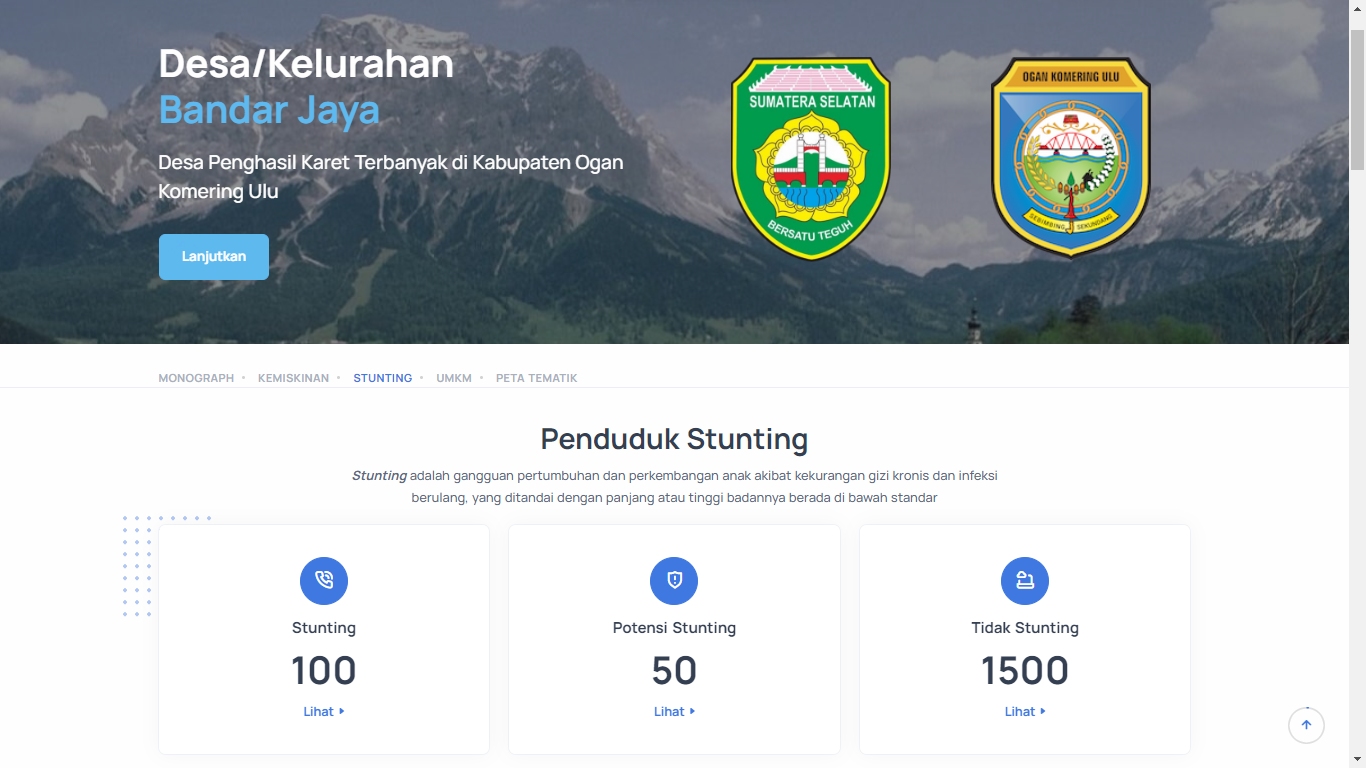 Desa/Kelurahan
Bandar Jaya
Desa Penghasil Karet Terbanyak di Kabupaten Ogan
Komering Ulu
Lanjutkan
SUMATERA SELATAN
BERSATU TEGUH
OGAN KOMERING ULU
SEBIMBING SEKUNDANG
MONOGRAPH • KEMISKINAN • STUNTING • UMKM • PETA TEMATIK
Penduduk Stunting
Stunting adalah gangguan pertumbuhan dan perkembangan anak akibat kekurangan gizi kronis dan infeksi
berulang, yang ditandai dengan panjang atau tinggi badannya berada di bawah standar
Stunting
100
Lihat
Potensi Stunting
50
Lihat
Tidak Stunting
1500
Lihat